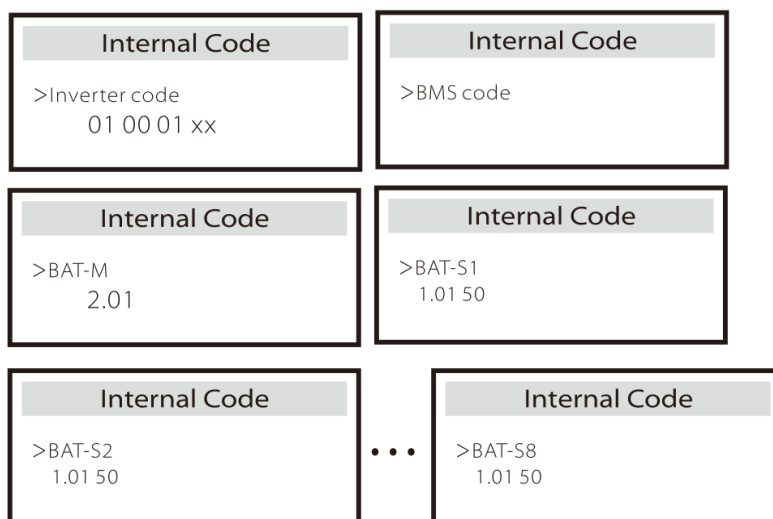 Internal Code
>Inverter code
01 00 01 xx
Internal Code
>BMS code
Internal Code
>BAT-M
2.01
Internal Code
>BAT-S1
1.01 50
Internal Code
>BAT-S2
1.01 50
...
Internal Code
>BAT-S8
1.01 50